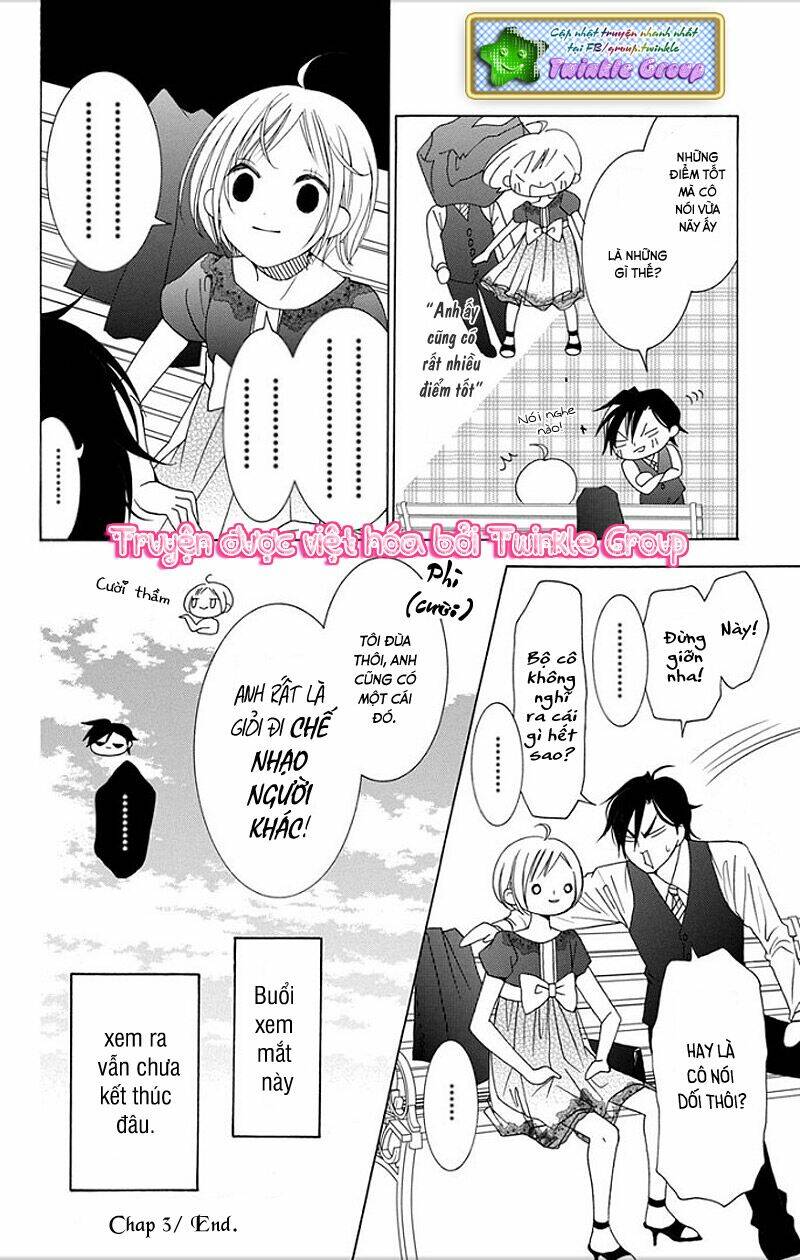 Cập nhật truyện nhanh nhất
tại FB/group.twinkle
Twinkle Group
NHỮNG
ĐIỂM TỐT
MÀ CÔ
NÓI VỪA
NÃY ẤY
LÀ NHỮNG
GÌ THẾ?
“Anh ấy
cũng có
rất nhiều
điểm tốt”
Nói nghe
nào!
Truyện được việt hóa bởi Twinkle Group
Này!
Đừng
giỡn
nha!
Bộ cô
không
nghĩ
ra cái
gì hết
sao?
HAY LÀ
CÔ NÓI
DỐI THÔI?
Phì
(cười)
TÔI ĐÙA
THÔI, ANH
CŨNG CÓ
MỘT CÁI
ĐÓ.
ANH RẤT LÀ
GIỎI ĐI CHẾ
NHẠO
NGƯỜI
KHÁC!
Cười thầm
Buổi
xem
mắt
này
xem ra
vẫn chưa
kết thúc
đâu.
Chap 3/ End.